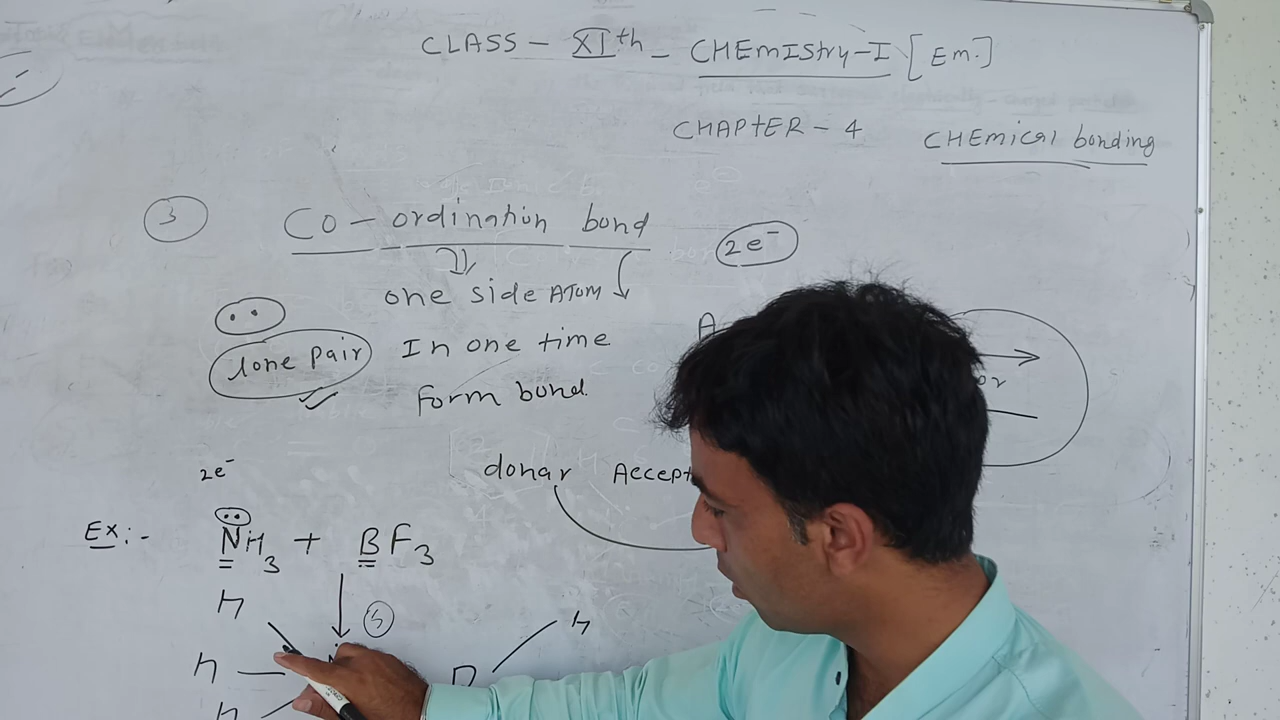 CLASS - XIth - CHEMIStry-I [Em.]
CHAPtER - 4
CHEMical bonding
3
Co-ordination bond
2e-
one side ATOM
lone pair
In one time
form bond
donar Accept
2e-
Ex:- NH3 + BF3
H
H
H
H